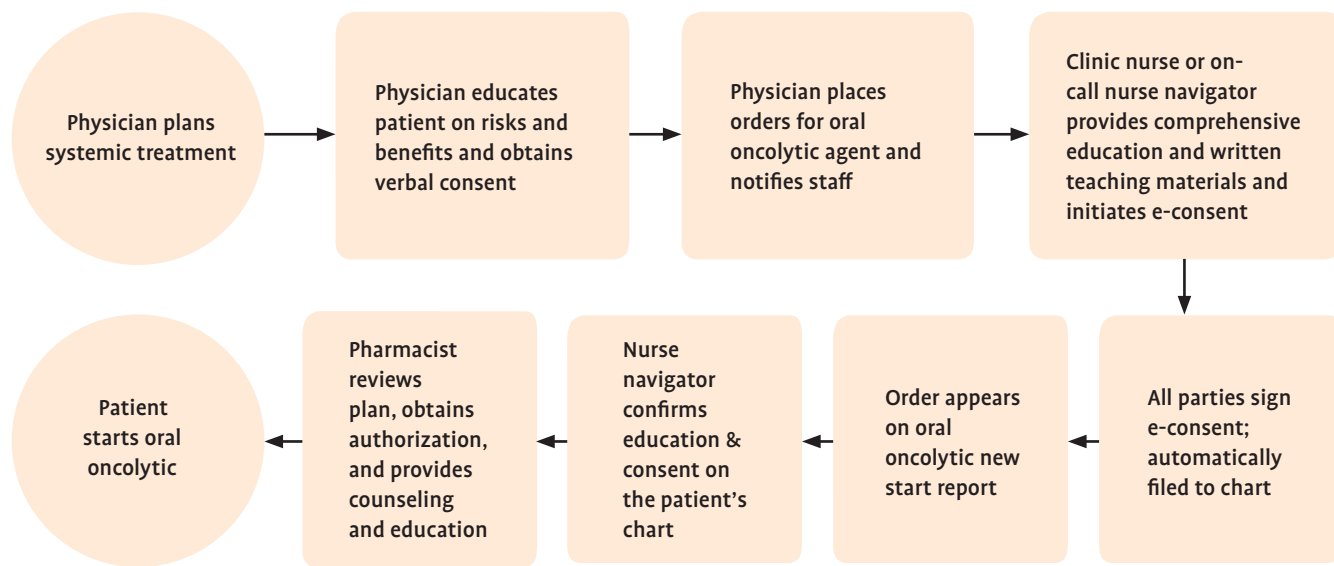 Physician plans
systemic treatment
Physician educates
patient on risks and
benefits and obtains
verbal consent
Physician places
orders for oral
oncolytic agent and
notifies staff
Clinic nurse or on-
call nurse navigator
provides comprehensive
education and written
teaching materials and
initiates e-consent
All parties sign
e-consent;
automatically
filed to chart
Order appears
on oral
oncolytic new
start report
Nurse
navigator
confirms
education &
consent on
the patient’s
chart
Pharmacist
reviews
plan, obtains
authorization,
and provides
counseling
and education
Patient
starts oral
oncolytic